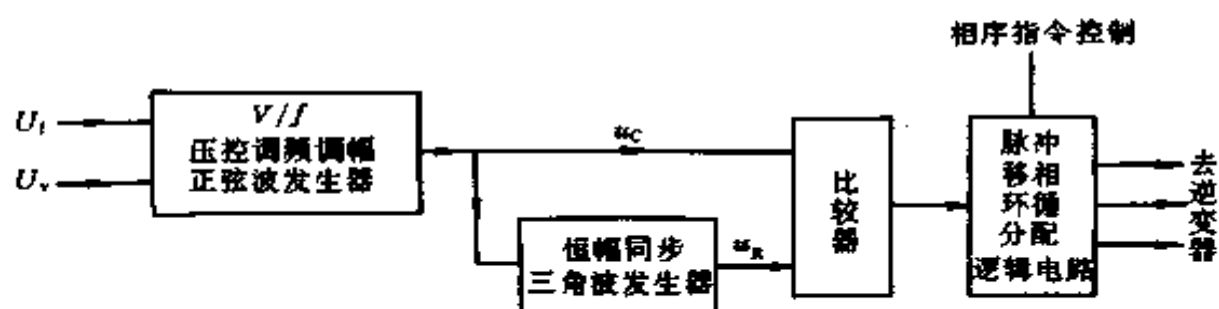 相序指令控制
U_f
U_v
V/f
压控调频调幅
正弦波发生器
u_C
恒幅同步
三角波发生器
u_R
比较器
脉冲
移相
环循
分配
逻辑电路
去逆变器